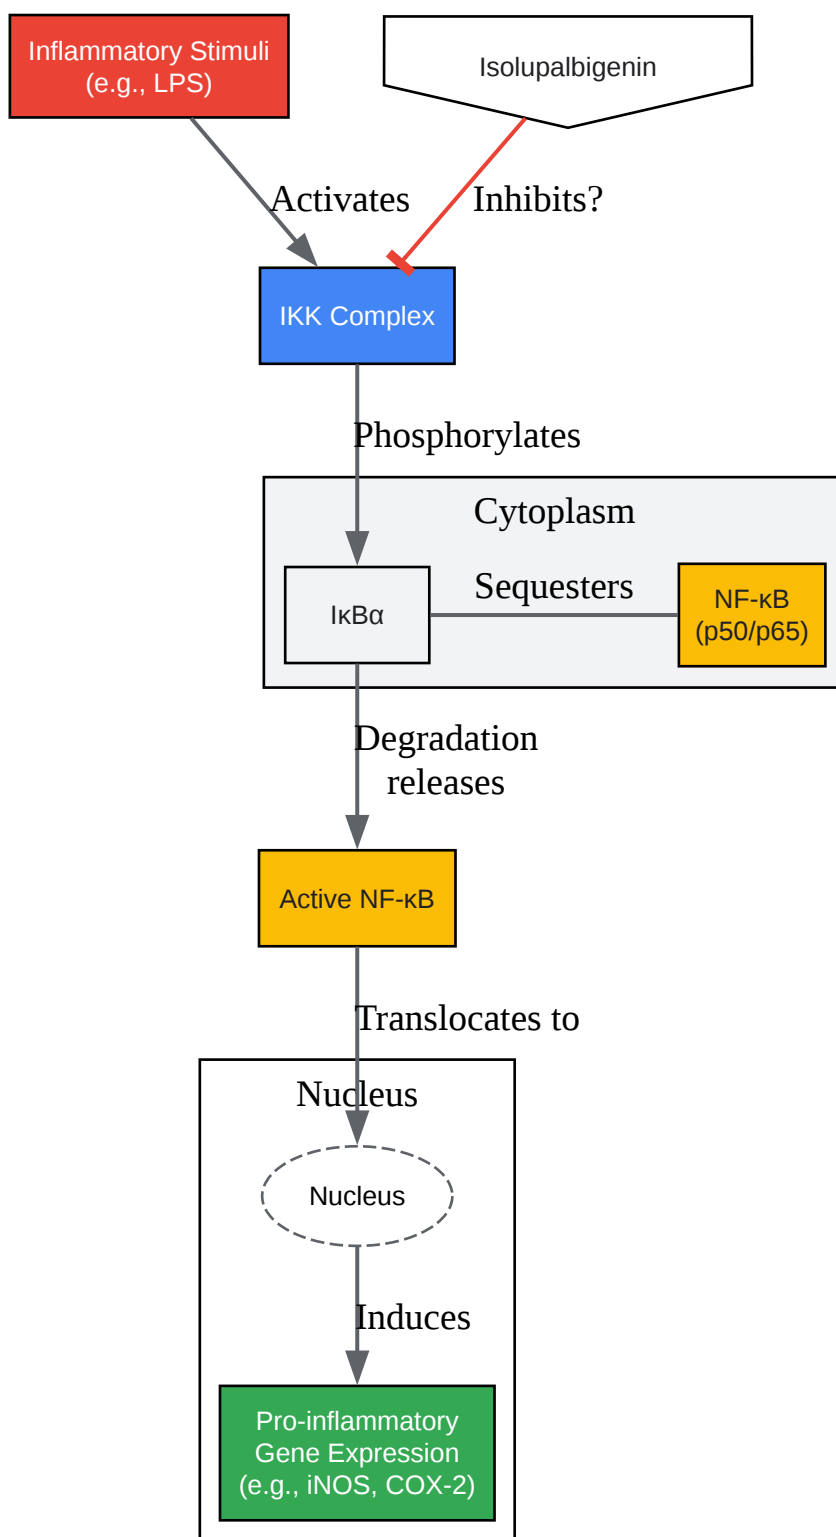 Inflammatory Stimuli
(e.g., LPS)
Isolupalbigenin
Activates
Inhibits?
IKK Complex
Phosphorylates
Cytoplasm
IκBα
Sequesters
NF-κB
(p50/p65)
Degradation
releases
Active NF-κB
Translocates to
Nucleus
Nucleus
Induces
Pro-inflammatory
Gene Expression
(e.g., iNOS, COX-2)